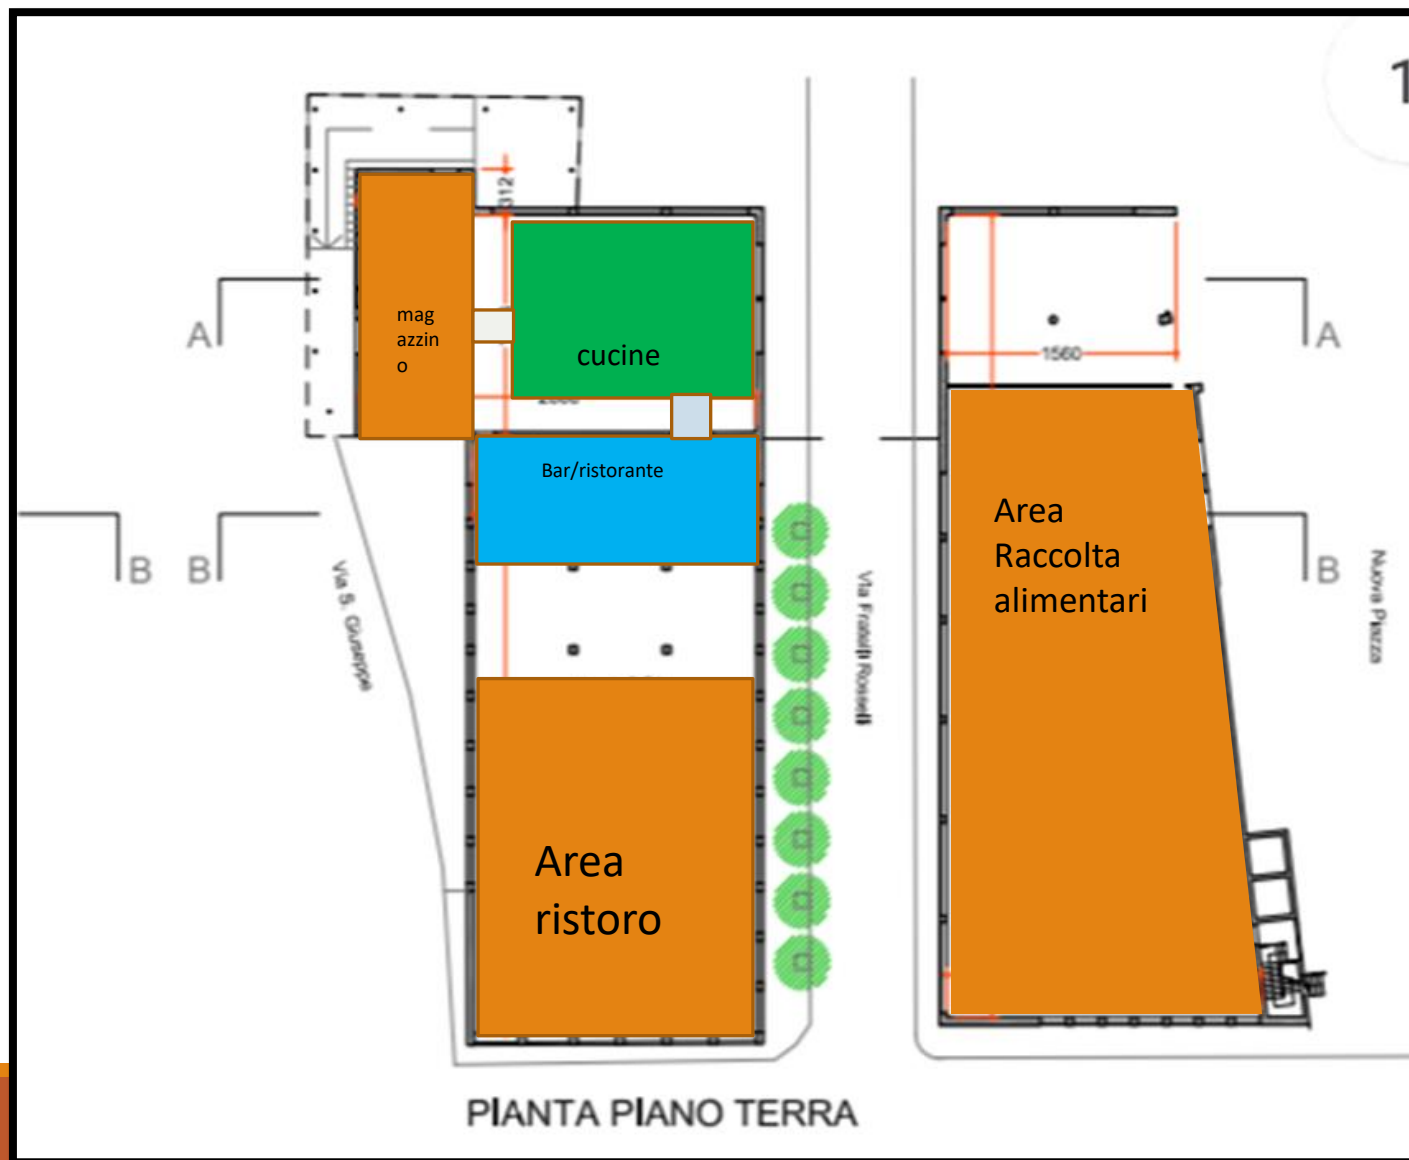 1
312
A
A
mag
azzin
o
cucine
1560
Bar/ristorante
Area
Raccolta
alimentari
B
B
B
Via S. Giuseppe
Via Fratelli Rosselli
Nuova Piazza
Area
ristoro
PIANTA PIANO TERRA